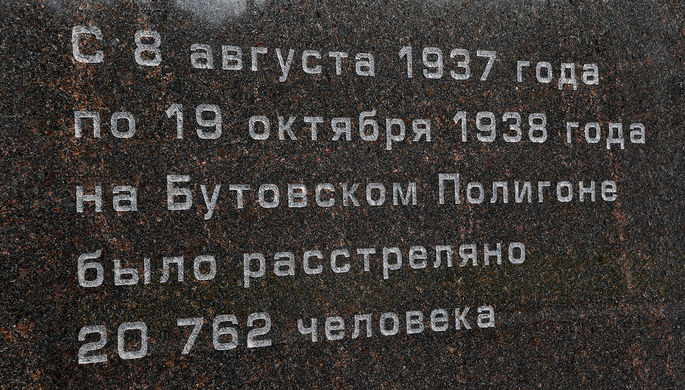 С 8 августа 1937 года
по 19 октября 1938 года
на Бутовском Полигоне
было расстреляно
20 762 человека